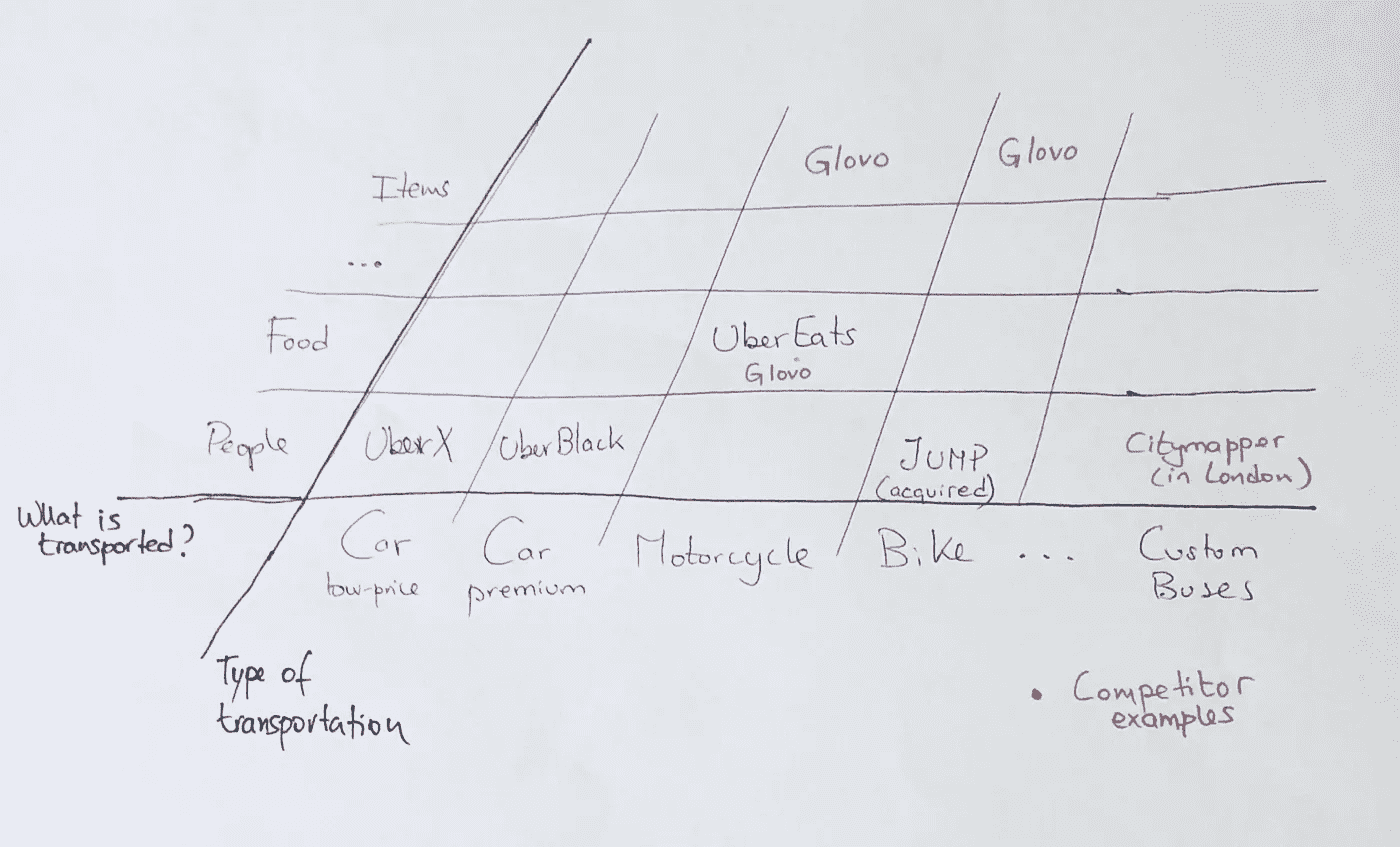 Glovo Glovo
Items
...
Food
UberEats
Glovo
People UberX UberBlack JUMP (acquired) Citymapper (in London)
What is
transported?
Car Car Motorcycle Bike ... Custom
low-price premium Buses
Type of
transportation
• Competitor
examples